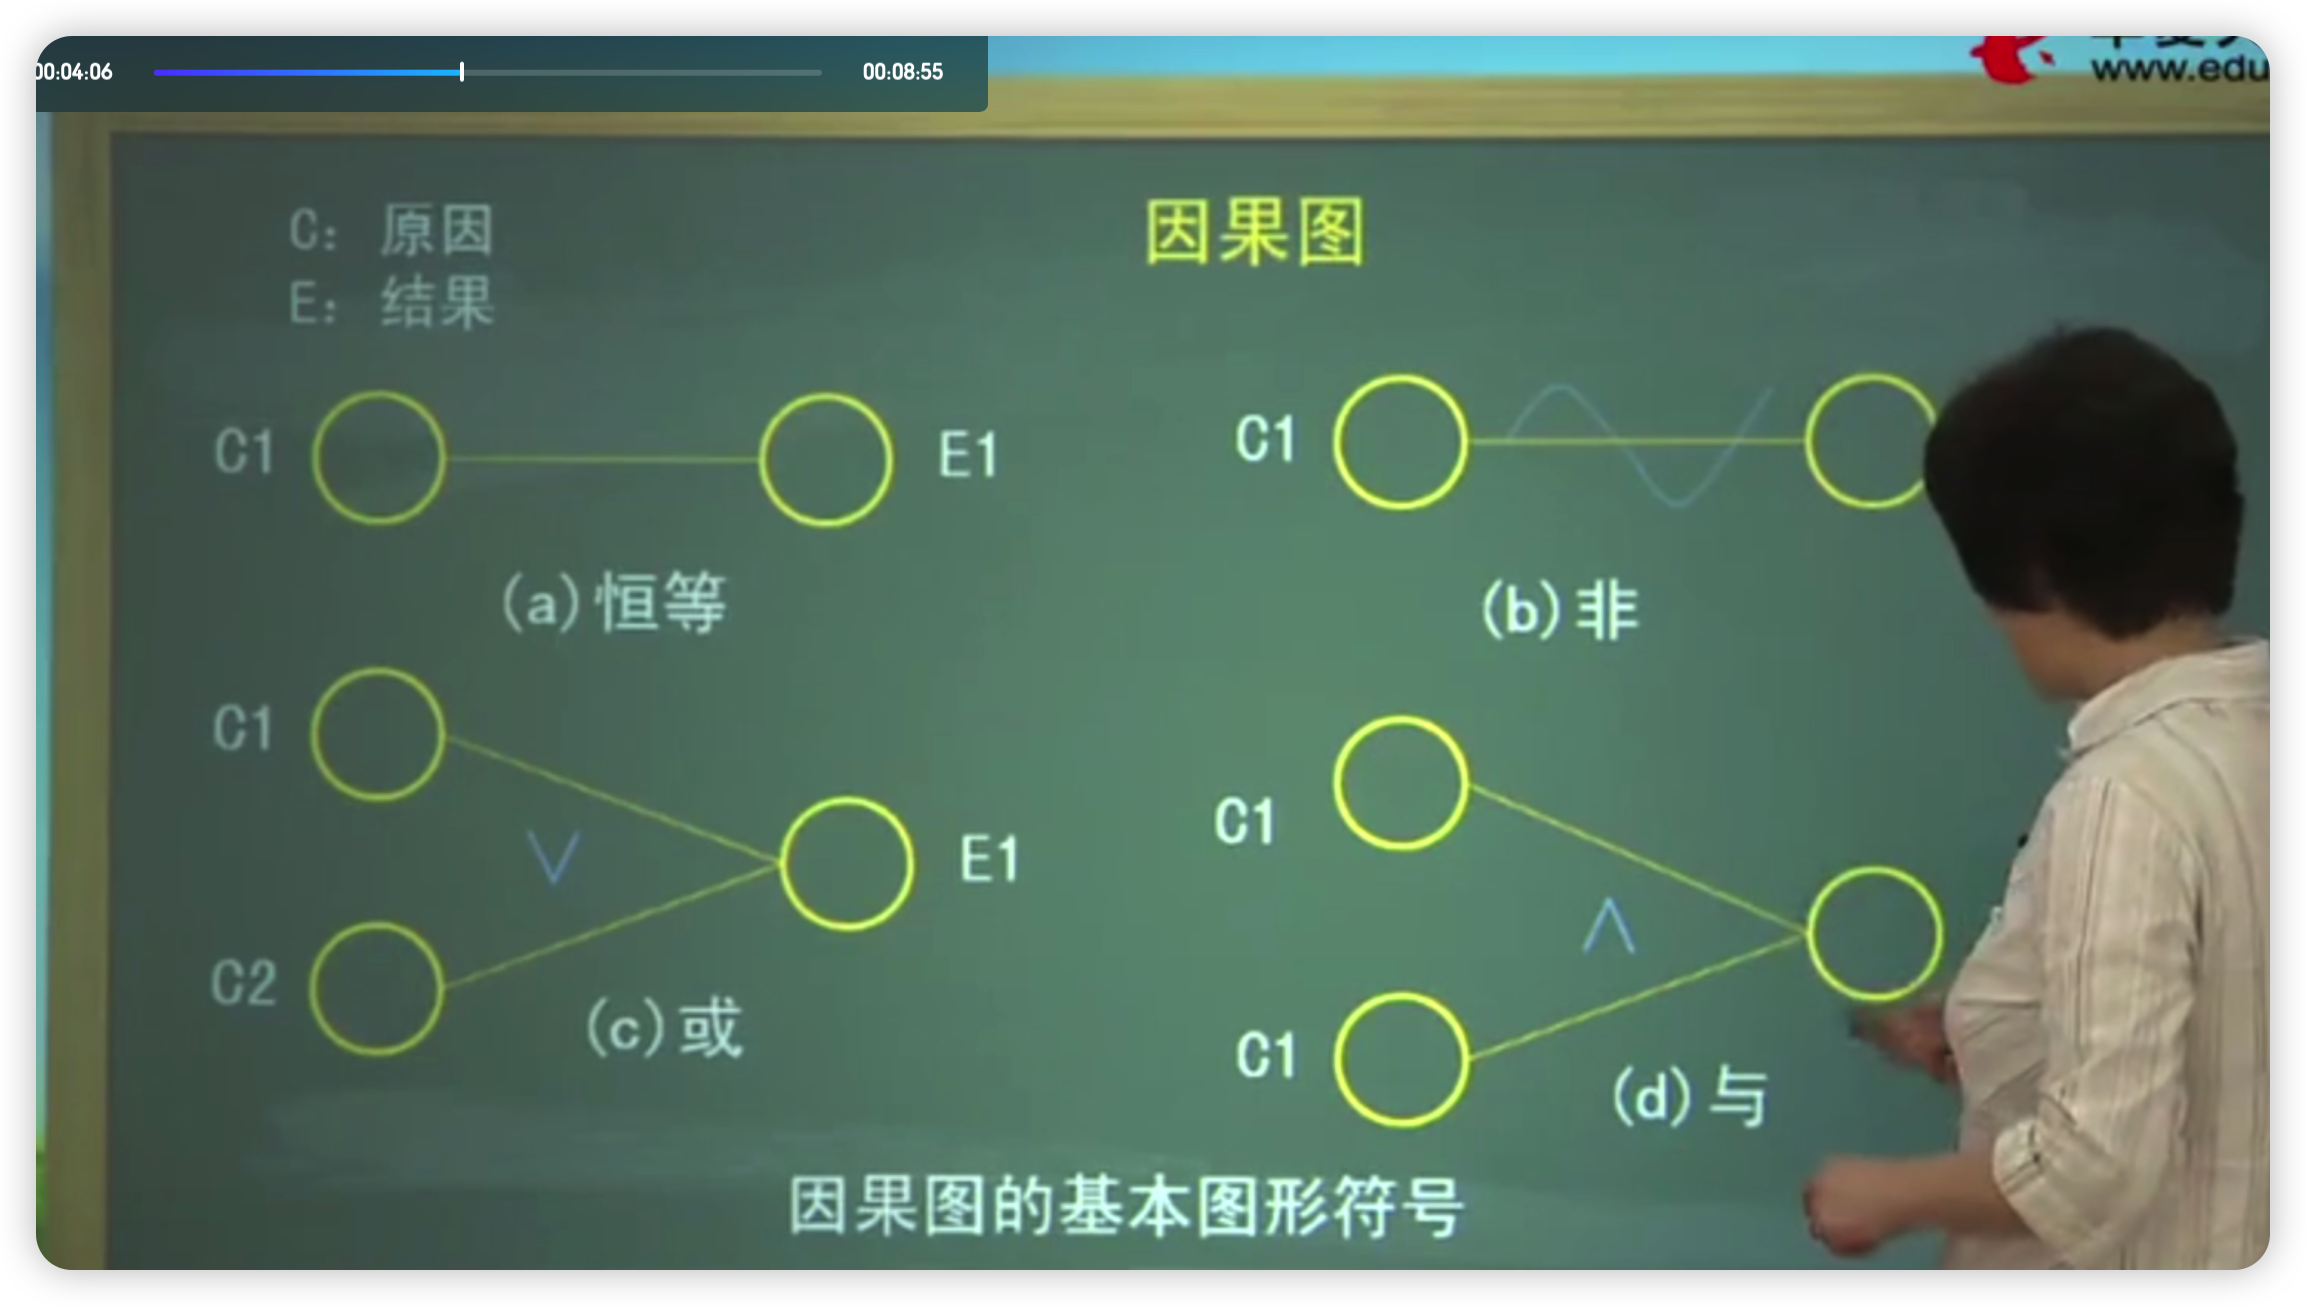 00:04:06 00:08:55
www.edu
因果图
C: 原因
E: 结果
C1 E1
(a)恒等
C1
(b)非
C1
C2
∨
E1
(c)或
C1
C1
∧
(d)与
因果图的基本图形符号